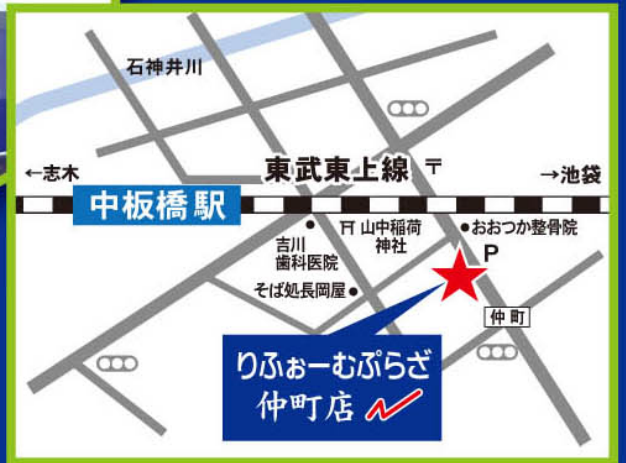 石神井川
←志木
東武東上線 〒
→池袋
中板橋駅
吉川
歯科医院
山中稲荷
神社
おおつか整骨院
P
そば処長岡屋
仲町
りふぉーむぷらざ
仲町店